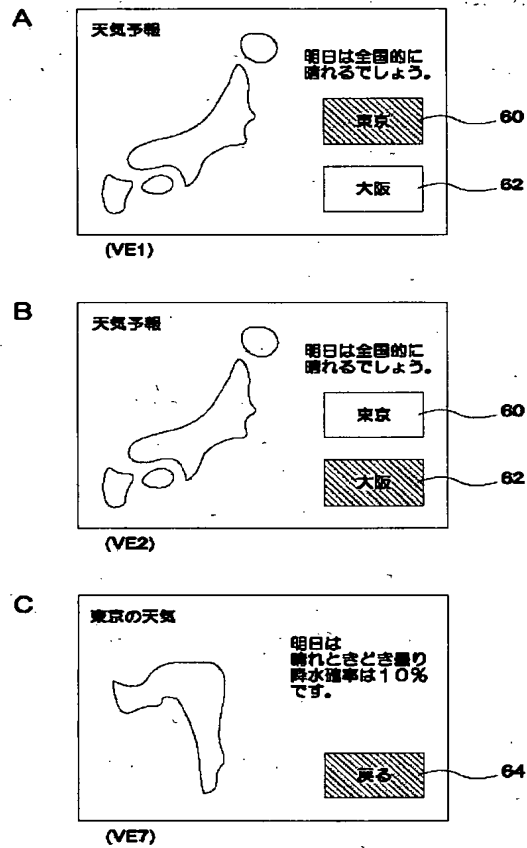 A
天気予報
明日は全国的に
晴れるでしょう。
東京
60
大阪
62
(VE1)
B
天気予報
明日は全国的に
晴れるでしょう。
東京
60
大阪
62
(VE2)
C
東京の天気
明日は
晴れときどき曇り
降水確率は10%
です。
戻る
64
(VE7)